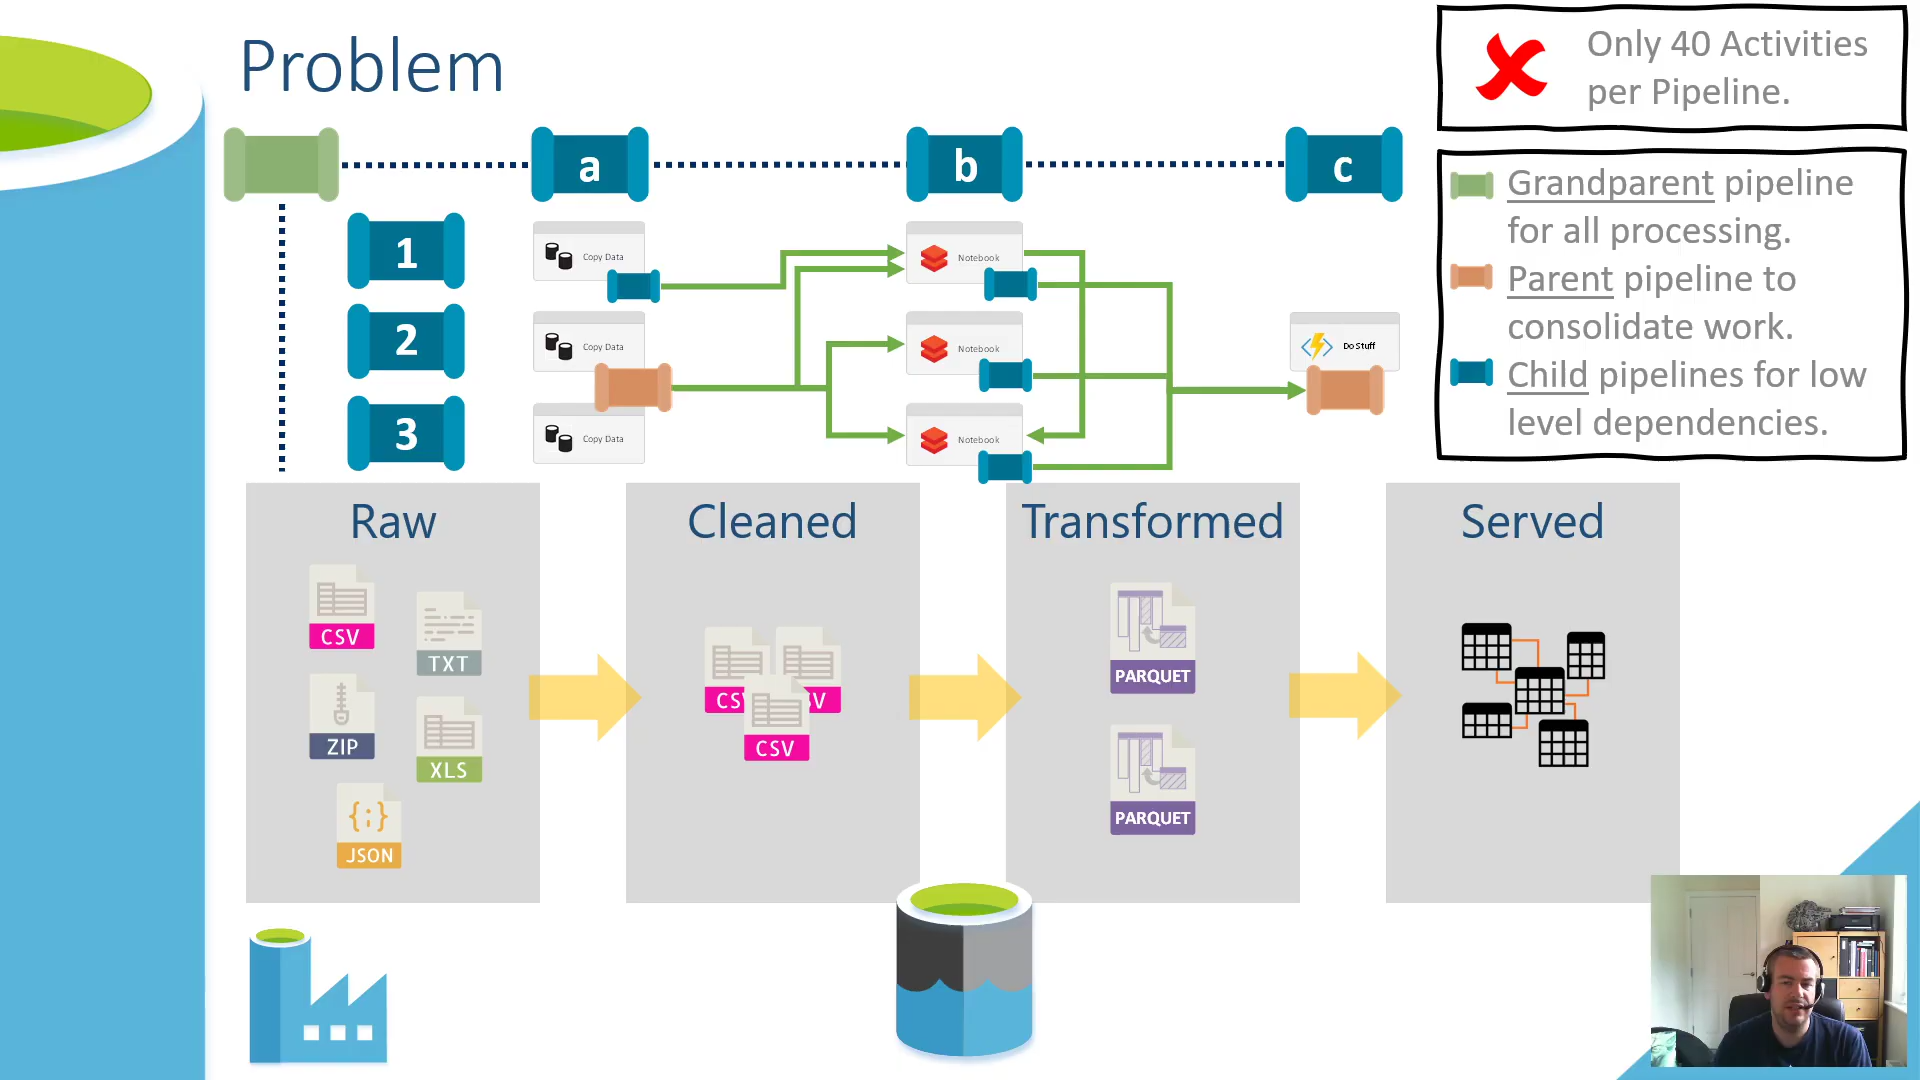 Problem
Only 40 Activities
per Pipeline.
a
b
c
Grandparent pipeline
for all processing.
Parent pipeline to
consolidate work.
Child pipelines for low
level dependencies.
1
2
3
Copy Data
Copy Data
Copy Data
Notebook
Notebook
Notebook
Do Stuff
Raw
Cleaned
Transformed
Served
CSV
TXT
ZIP
XLS
{;}
JSON
CSV
CSV
PARQUET
PARQUET